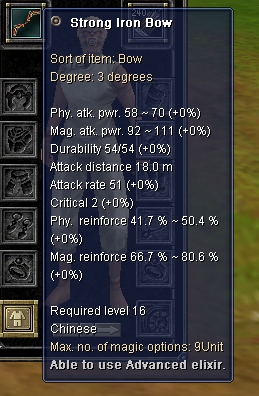 Strong Iron Bow
Sort of item: Bow
Degree: 3 degrees
Phy. atk. pwr. 58 ~ 70 (+0%)
Mag. atk. pwr. 92 ~ 111 (+0%)
Durability 54/54 (+0%)
Attack distance 18.0 m
Attack rate 51 (+0%)
Critical 2 (+0%)
Phy. reinforce 41.7 % ~ 50.4 %
(+0%)
Mag. reinforce 66.7 % ~ 80.6 %
(+0%)
Required level 16
Chinese
Max. no. of magic options: 9Unit
Able to use Advanced elixir.